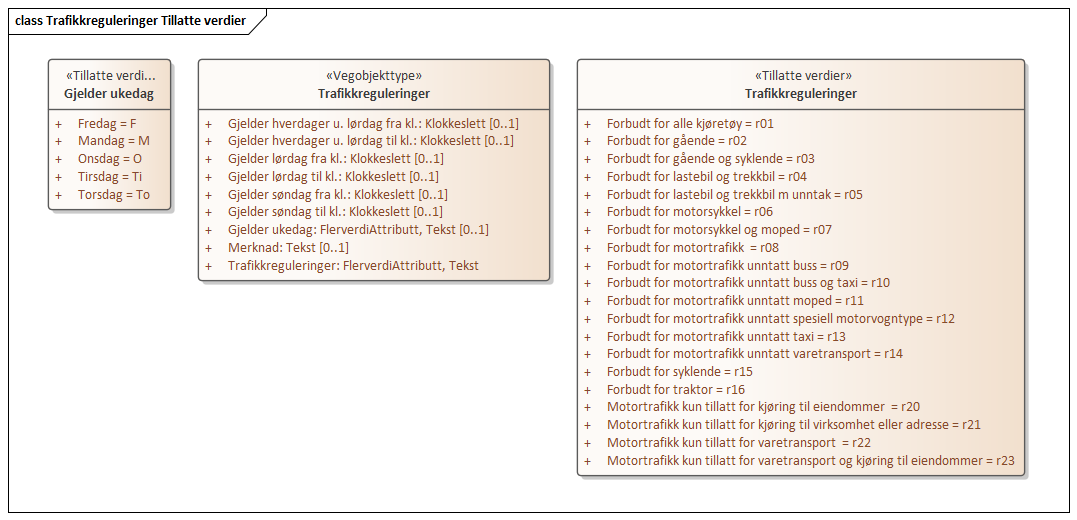 class Trafikkreguleringer Tillatte verdier
«Tillatte verdi...
Gjelder ukedag
+ Fredag = F
+ Mandag = M
+ Onsdag = O
+ Tirsdag = Ti
+ Torsdag = To
«Vegobjekttype»
Trafikkreguleringer
+ Gjelder hverdager u. lørdag fra kl.: Klokkeslett [0..1]
+ Gjelder hverdager u. lørdag til kl.: Klokkeslett [0..1]
+ Gjelder lørdag fra kl.: Klokkeslett [0..1]
+ Gjelder lørdag til kl.: Klokkeslett [0..1]
+ Gjelder søndag fra kl.: Klokkeslett [0..1]
+ Gjelder søndag til kl.: Klokkeslett [0..1]
+ Gjelder ukedag: FlerverdiAttributt, Tekst [0..1]
+ Merknad: Tekst [0..1]
+ Trafikkreguleringer: FlerverdiAttributt, Tekst
«Tillatte verdier»
Trafikkreguleringer
+ Forbudt for alle kjøretøy = r01
+ Forbudt for gående = r02
+ Forbudt for gående og syklende = r03
+ Forbudt for lastebil og trekkbil = r04
+ Forbudt for lastebil og trekkbil m unntak = r05
+ Forbudt for motorsykkel = r06
+ Forbudt for motorsykkel og moped = r07
+ Forbudt for motortrafikk  = r08
+ Forbudt for motortrafikk unntatt buss = r09
+ Forbudt for motortrafikk unntatt buss og taxi = r10
+ Forbudt for motortrafikk unntatt moped = r11
+ Forbudt for motortrafikk unntatt spesiell motorvogntype = r12
+ Forbudt for motortrafikk unntatt taxi = r13
+ Forbudt for motortrafikk unntatt varetransport = r14
+ Forbudt for syklende = r15
+ Forbudt for traktor = r16
+ Motortrafikk kun tillatt for kjøring til eiendommer  = r20
+ Motortrafikk kun tillatt for kjøring til virksomhet eller adresse = r21
+ Motortrafikk kun tillatt for varetransport  = r22
+ Motortrafikk kun tillatt for varetransport og kjøring til eiendommer = r23